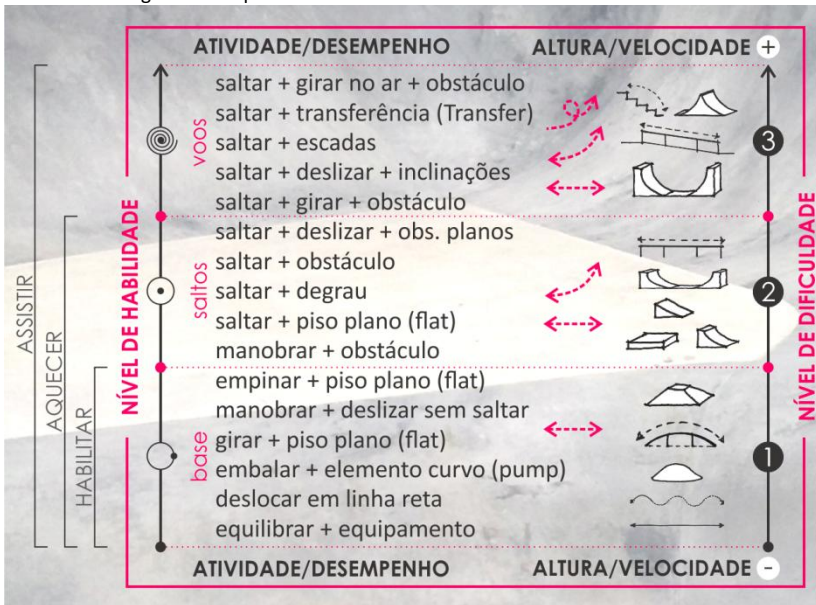 ATIVIDADE/DESEMPENHO ALTURA/VELOCIDADE +
saltar + girar no ar + obstáculo
saltar + transferência (Transfer)
saltar + escadas
saltar + deslizar + inclinações
saltar + girar + obstáculo
voos
3
saltar + deslizar + obs. planos
saltar + obstáculo
saltar + degrau
saltar + piso plano (flat)
manobrar + obstáculo
saltos
2
empinar + piso plano (flat)
manobrar + deslizar sem saltar
girar + piso plano (flat)
embalar + elemento curvo (pump)
deslocar em linha reta
equilibrar + equipamento
base
1
ASSISTIR
AQUECER
HABILITAR
NÍVEL DE HABILIDADE
NÍVEL DE DIFICULDADE
ATIVIDADE/DESEMPENHO ALTURA/VELOCIDADE -